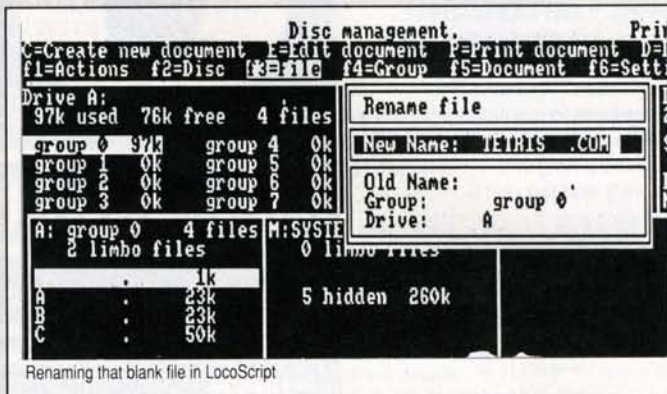 Disc management.
C=Create new document E=Edit document P=Print document D=
f1=Actions f2=Disc f3=File f4=Group f5=Document f6=Setti
Drive A:
97k used 76k free 4 files
group 0 97k group 4 0k
group 1 0k group 5 0k
group 2 0k group 6 0k
group 3 0k group 7 0k
Rename file
New Name: TETRIS .COM
Old Name: .
Group: group 0
Drive: A
A: group 0 4 files
2 limbo files
. 1k
A . 23k
B . 23k
C . 50k
M:SYSTE
0 limbo files
5 hidden 260k
Renaming that blank file in LocoScript